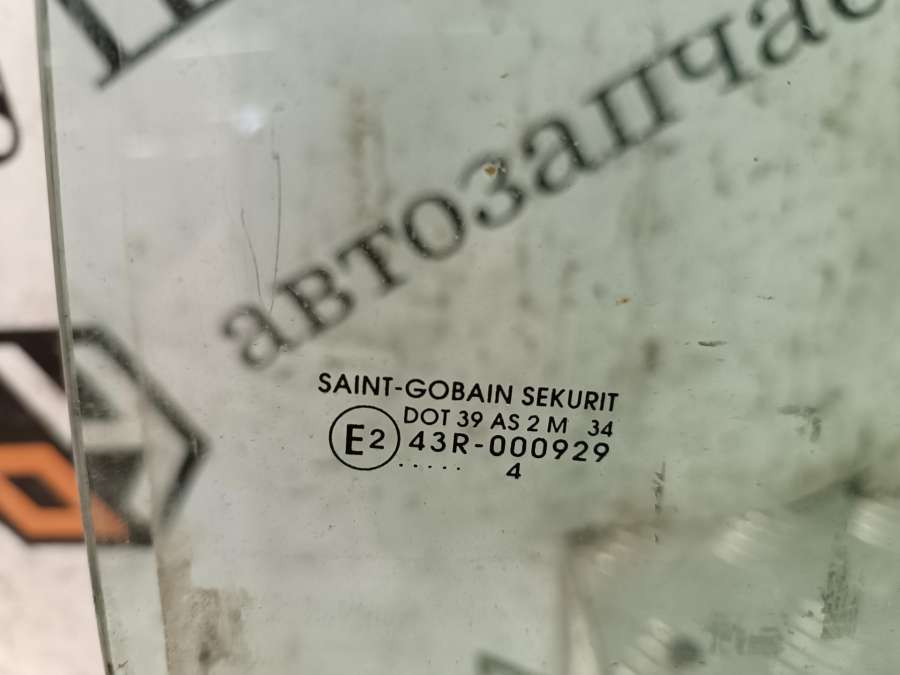 автозапчас
SAINT-GOBAIN SEKURIT
DOT 39 AS 2 M 34
E2 43R-000929
..... 4